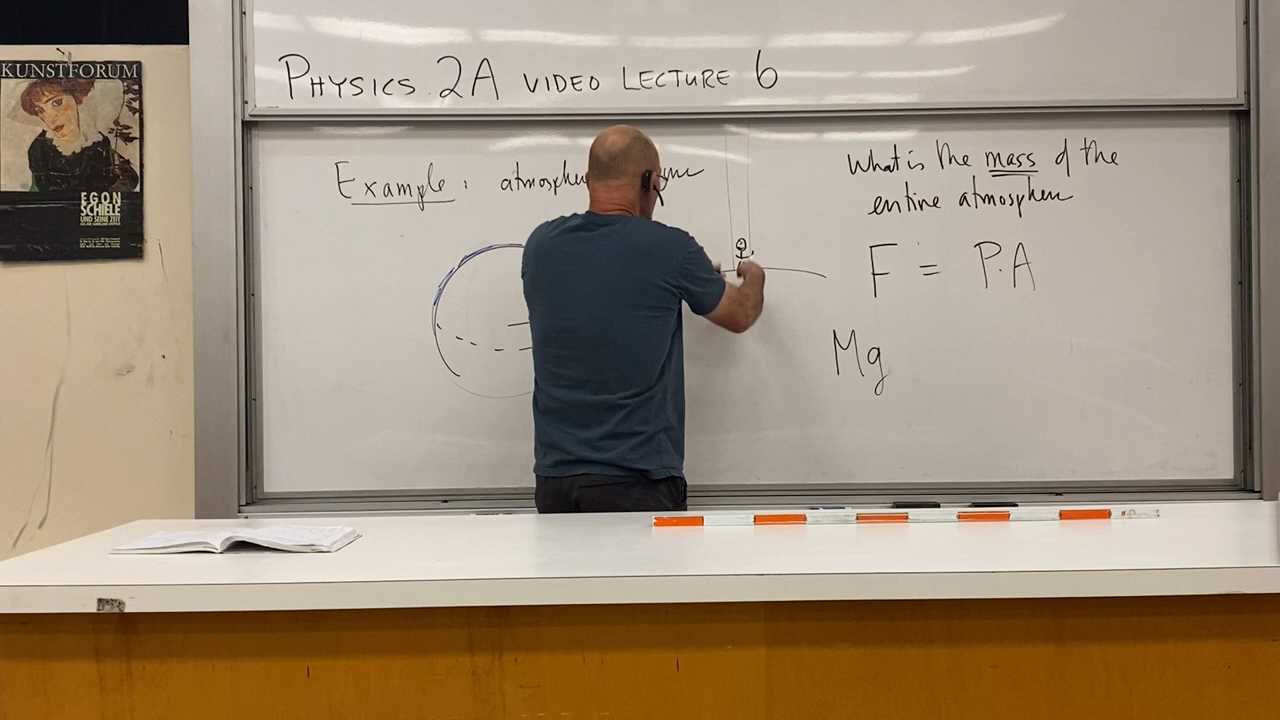 KUNSTFORUM
EGON
SCHIELE
UND SEINE ZEIT
PHYSICS 2A VIDEO LECTURE 6
Example:
What is the mass of the
entire atmosphere
F = P.A
Mg